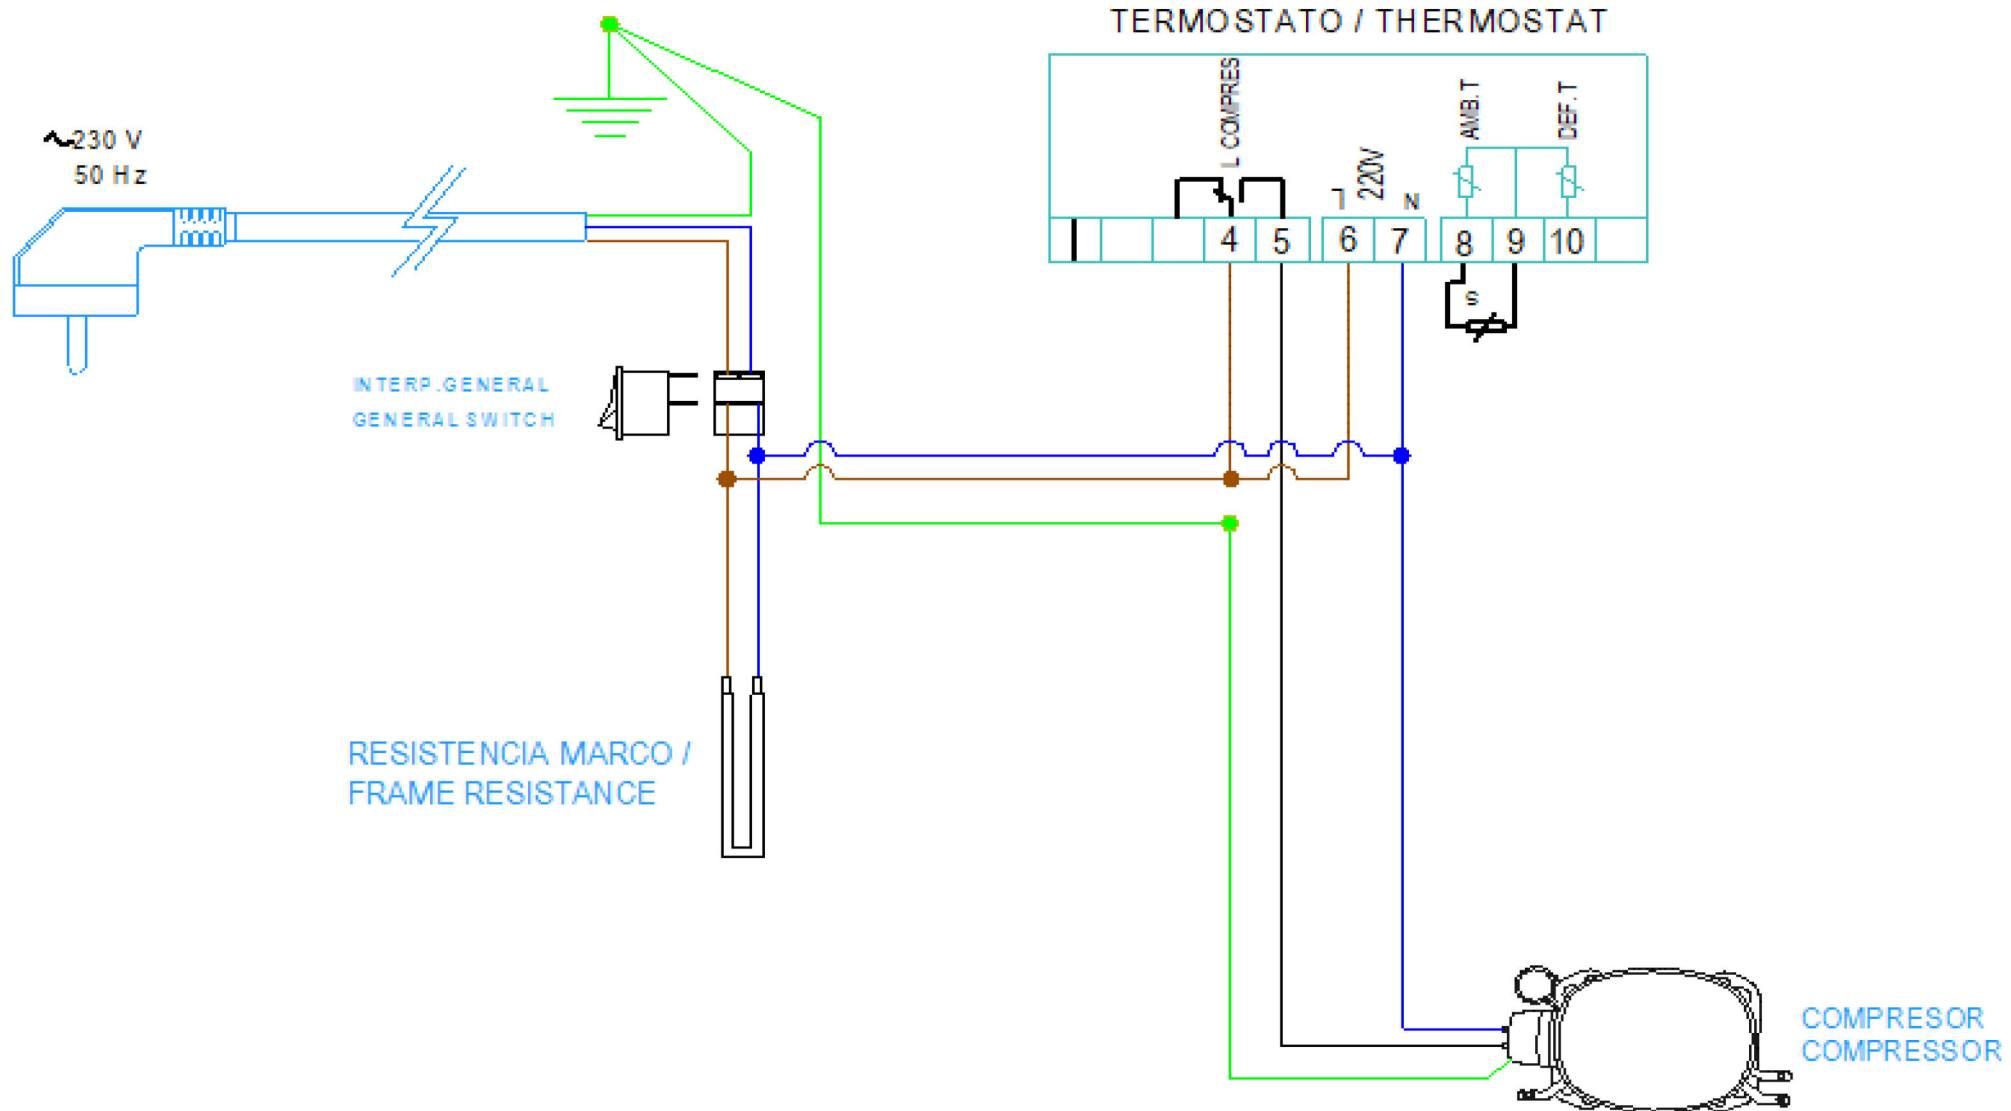 TERMOSTATO / THERMOSTAT
230 V
50 Hz
L COMPRES
L
220V
N
AMB.T
DEF.T
4
5
6
7
8
9
10
S
INTERP.GENERAL
GENERAL SWITCH
RESISTENCIA MARCO /
FRAME RESISTANCE
COMPRESOR
COMPRESSOR